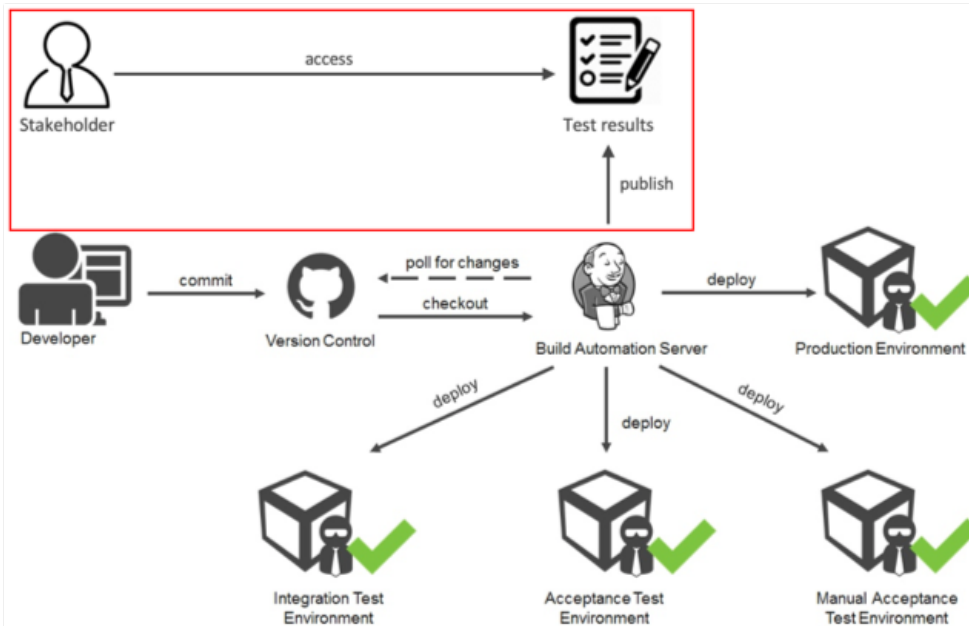 access
Stakeholder
Test results
publish
poll for changes
deploy
commit
checkout
Developer
Version Control
Build Automation Server
Production Environment
deploy
deploy
deploy
Integration Test
Environment
Acceptance Test
Environment
Manual Acceptance
Test Environment